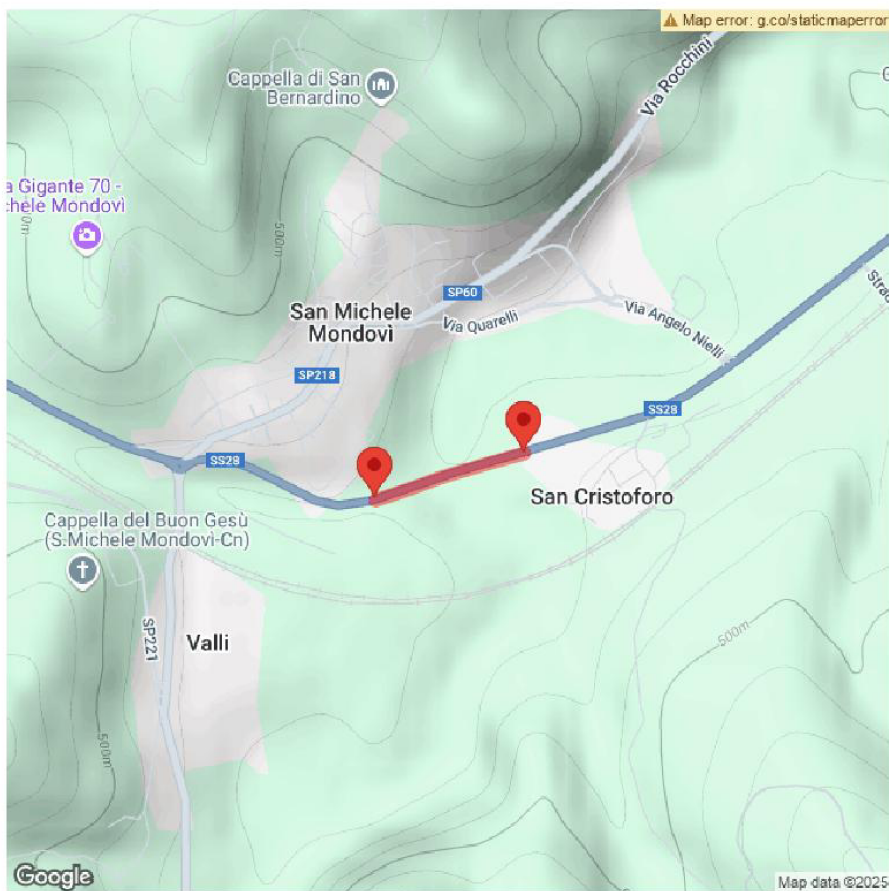 Map error: g.co/staticmaperror
Cappella di San
Bernardino
Via Rocchini
a Gigante 70 -
chele Mondovì
500m
500m
SP60
San Michele
Mondovì
Via Quarelli
Via Angelo Nielli
SP218
SS28
SS28
San Cristoforo
Cappella del Buon Gesù
(S.Michele Mondovì-Cn)
SP221
Valli
500m
500m
Google
Map data ©2025